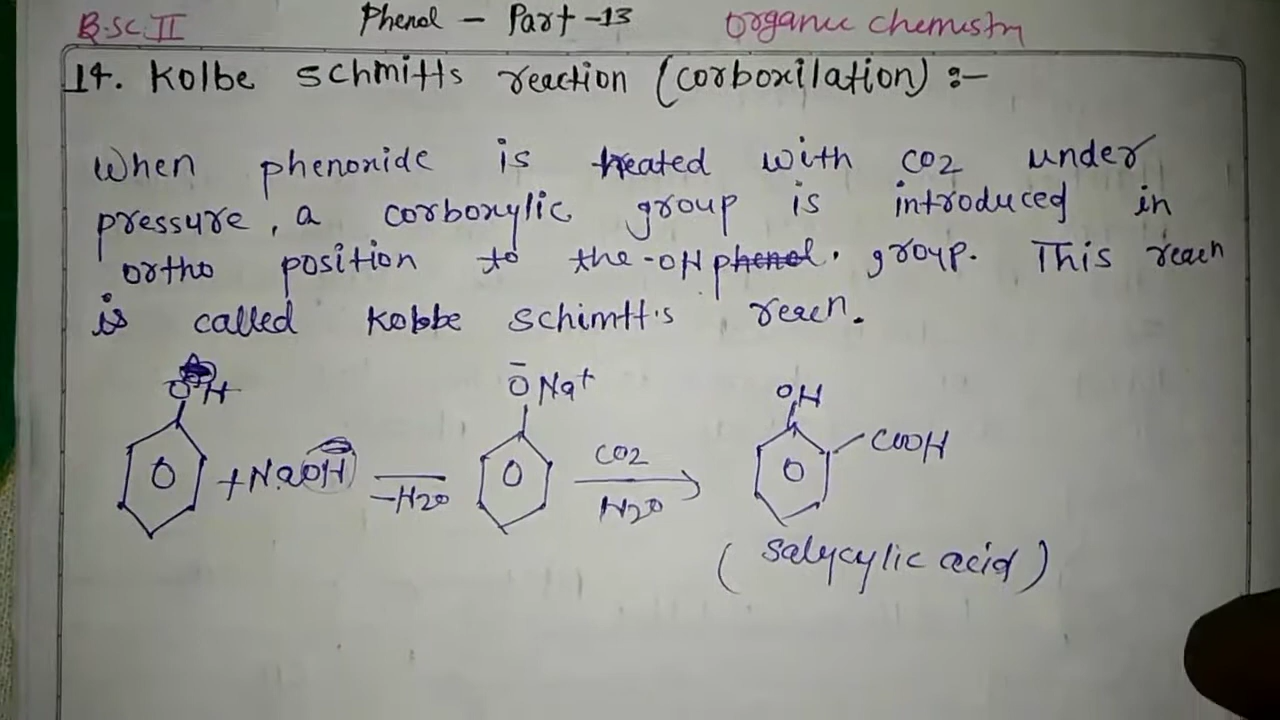 B.SC.II Phenol - Part-13 Organic chemistry
14. Kolbe schmitts reaction (corboxilation) :-
When phenoxide is treated with CO2 under
pressure, a corboxylic group is introduced in
ortho position to the -OH phenol. group. This reacn
is called Kolbe Schimtt's reacn.
OH ŌNa+ OH
+NaOH -H2O CO2 H2O COOH
(Salycylic acid)